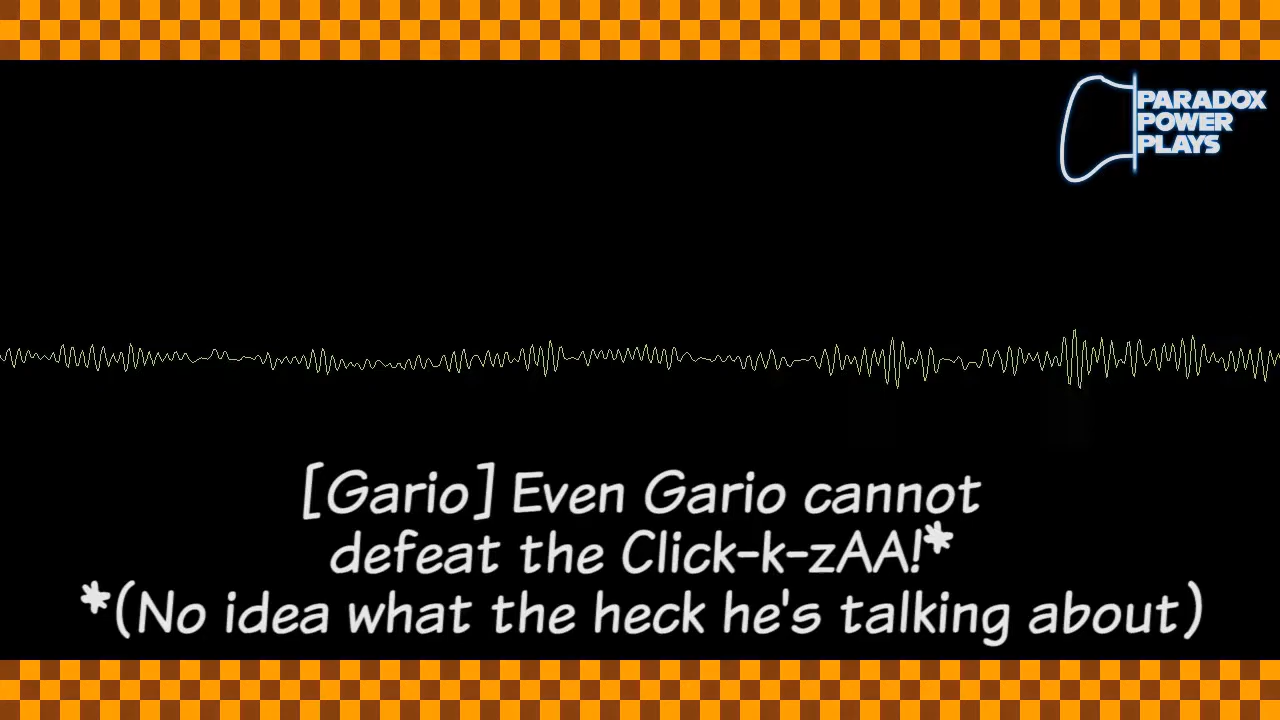 PARADOX
POWER
PLAYS
[Gario] Even Gario cannot
defeat the Click-k-zAA!*
*(No idea what the heck he's talking about)